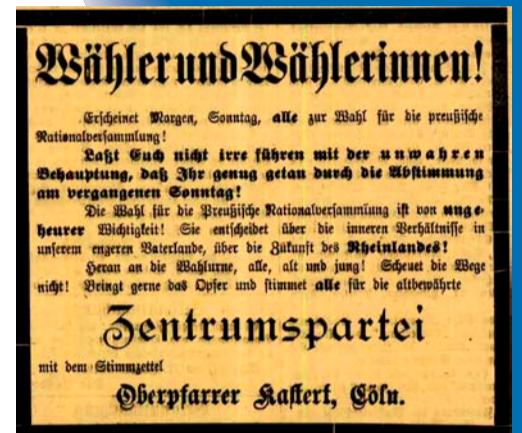 Wähler und Wählerinnen!
Erscheinet Morgen, Sonntag, alle zur Wahl für die preußische
Nationalversammlung!
Laßt Euch nicht irre führen mit der unwahren
Behauptung, daß Ihr genug getan durch die Abstimmung
am vergangenen Sonntag!
Die Wahl für die Preußische Nationalversammlung ist von unge-
heurer Wichtigkeit! Sie entscheidet über die inneren Verhältnisse in
unserem engeren Vaterlande, über die Zukunft des Rheinlandes!
Heran an die Wahlurne, alle, alt und jung! Scheuet die Wege
nicht! Bringt gerne das Opfer und stimmet alle für die altbewährte
Zentrumspartei
mit dem Stimmzettel
Oberpfarrer Kastert, Cöln.